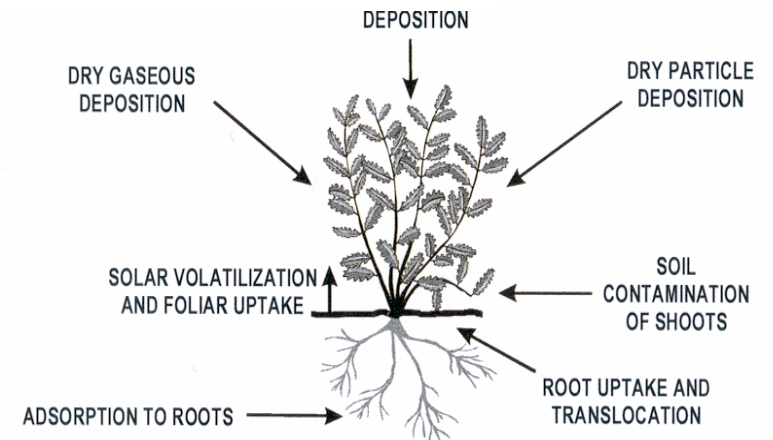 DEPOSITION
DRY GASEOUS
DEPOSITION
DRY PARTICLE
DEPOSITION
SOLAR VOLATILIZATION
AND FOLIAR UPTAKE
SOIL
CONTAMINATION
OF SHOOTS
ROOT UPTAKE AND
TRANSLOCATION
ADSORPTION TO ROOTS